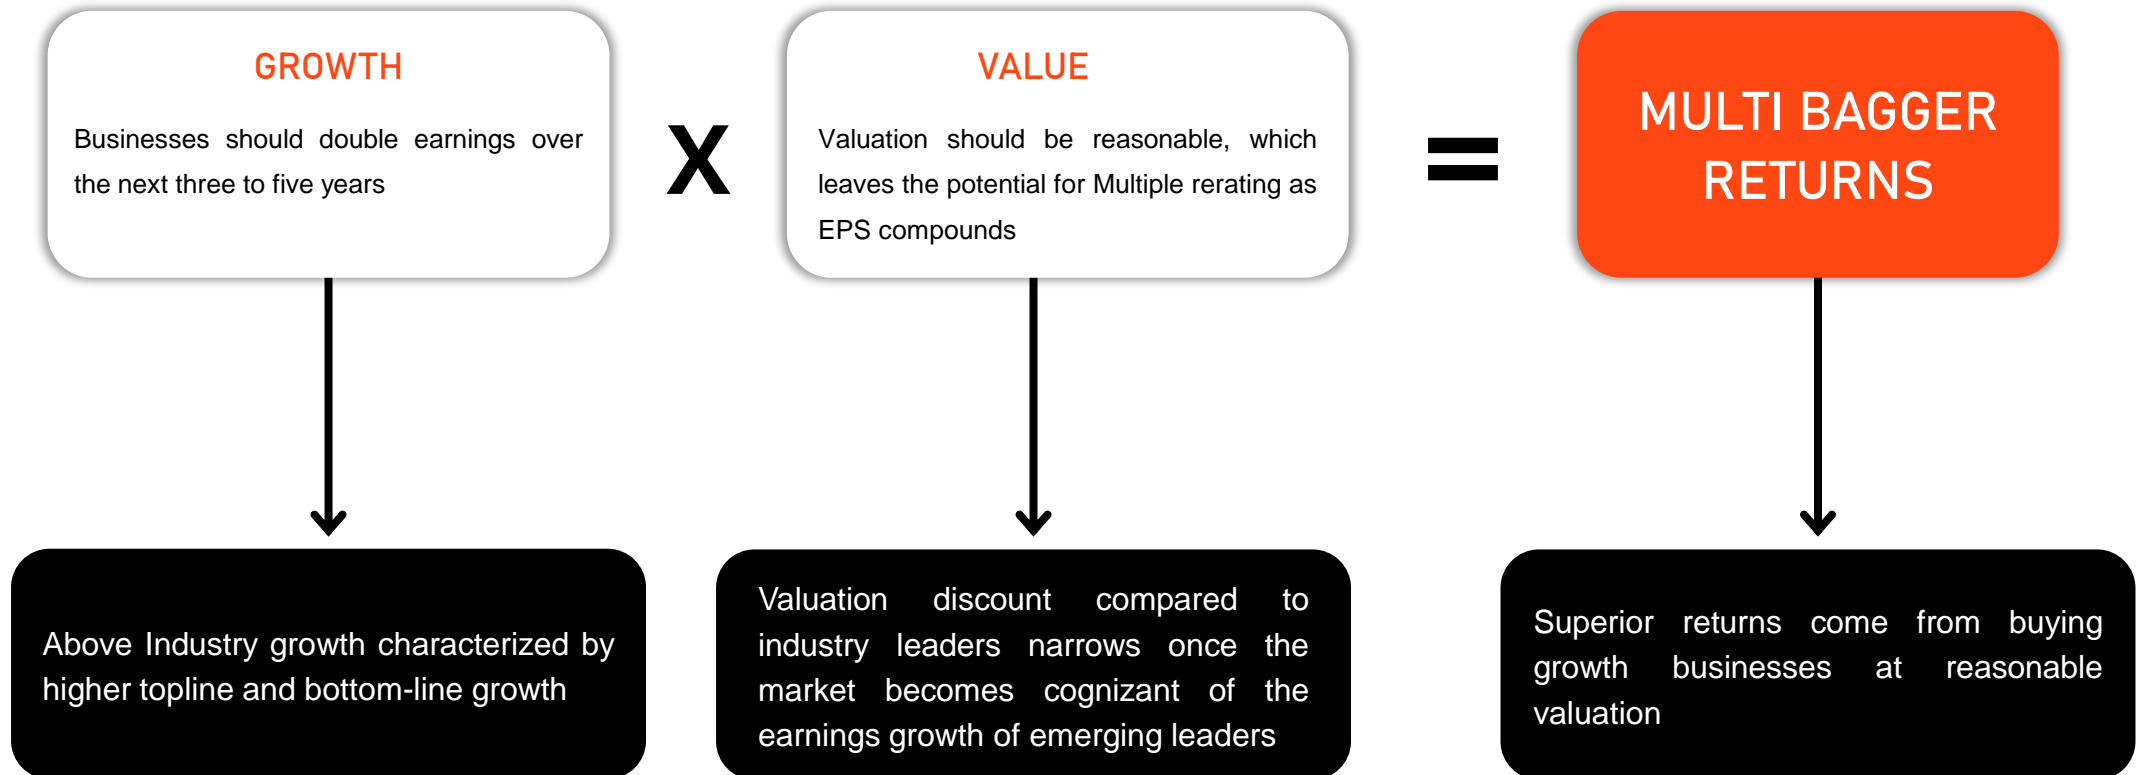 GROWTH
Businesses should double earnings over
the next three to five years
X
VALUE
Valuation should be reasonable, which
leaves the potential for Multiple rerating as
EPS compounds
=
MULTI BAGGER
RETURNS
Above Industry growth characterized by
higher topline and bottom-line growth
Valuation discount compared to
industry leaders narrows once the
market becomes cognizant of the
earnings growth of emerging leaders
Superior returns come from buying
growth businesses at reasonable
valuation